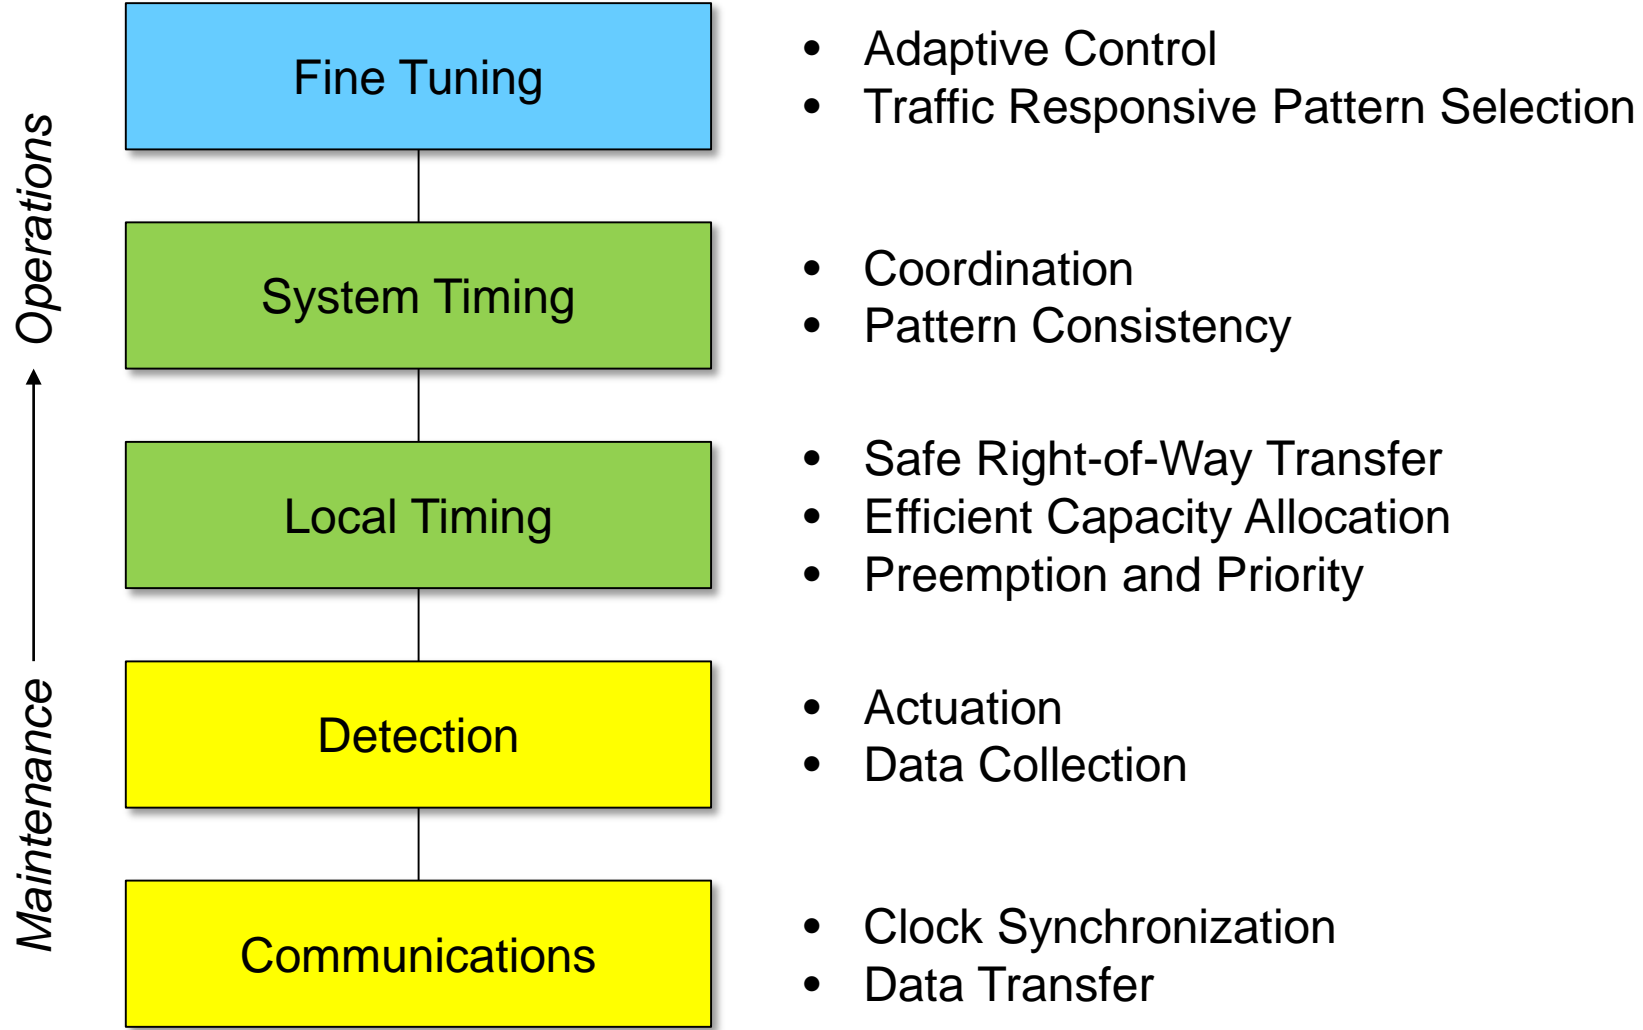 Operations
Maintenance
Fine Tuning
• Adaptive Control
• Traffic Responsive Pattern Selection
System Timing
• Coordination
• Pattern Consistency
Local Timing
• Safe Right-of-Way Transfer
• Efficient Capacity Allocation
• Preemption and Priority
Detection
• Actuation
• Data Collection
Communications
• Clock Synchronization
• Data Transfer